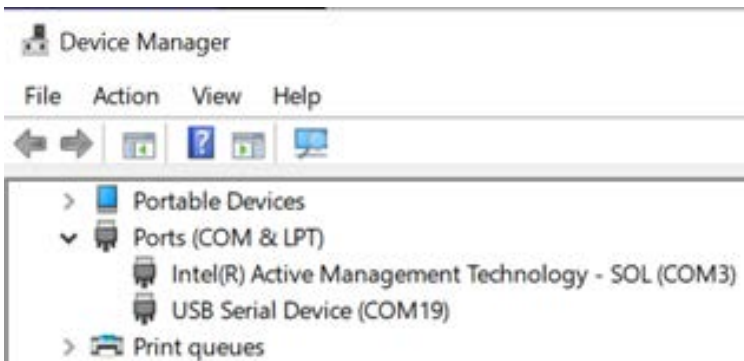 Device Manager
File Action View Help
Portable Devices
Ports (COM & LPT)
Intel(R) Active Management Technology - SOL (COM3)
USB Serial Device (COM19)
Print queues